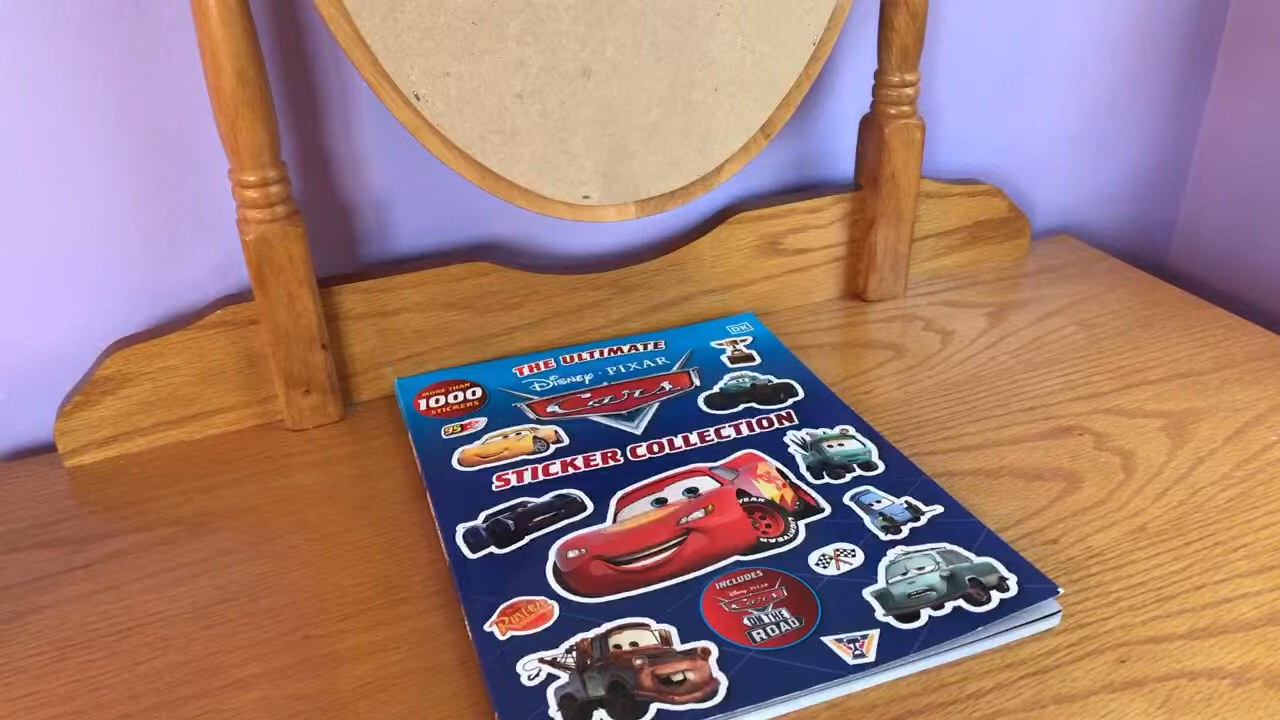 THE ULTIMATE
DK
DISNEY · PIXAR
Cars
MORE THAN
1000
STICKERS
95
STICKER COLLECTION
LIGHTYEAR
INCLUDES
DISNEY PIXAR
Cars
ON THE
ROAD
RUST-EZE